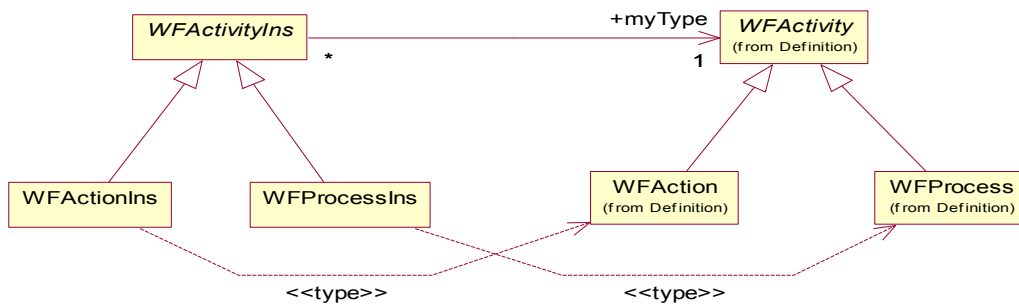 WFActivityIns
+myType
WFActivity
(from Definition)
*
1
WFActionIns
WFProcessIns
WFAction
(from Definition)
WFProcess
(from Definition)
<<type>>
<<type>>